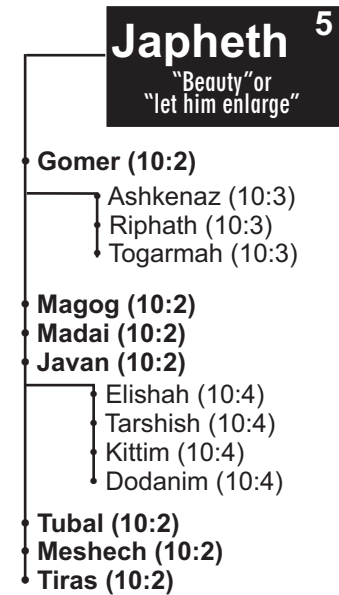 Japheth 5
"Beauty"or
"let him enlarge"
Gomer (10:2)
Ashkenaz (10:3)
Riphath (10:3)
Togarmah (10:3)
Magog (10:2)
Madai (10:2)
Javan (10:2)
Elishah (10:4)
Tarshish (10:4)
Kittim (10:4)
Dodanim (10:4)
Tubal (10:2)
Meshech (10:2)
Tiras (10:2)